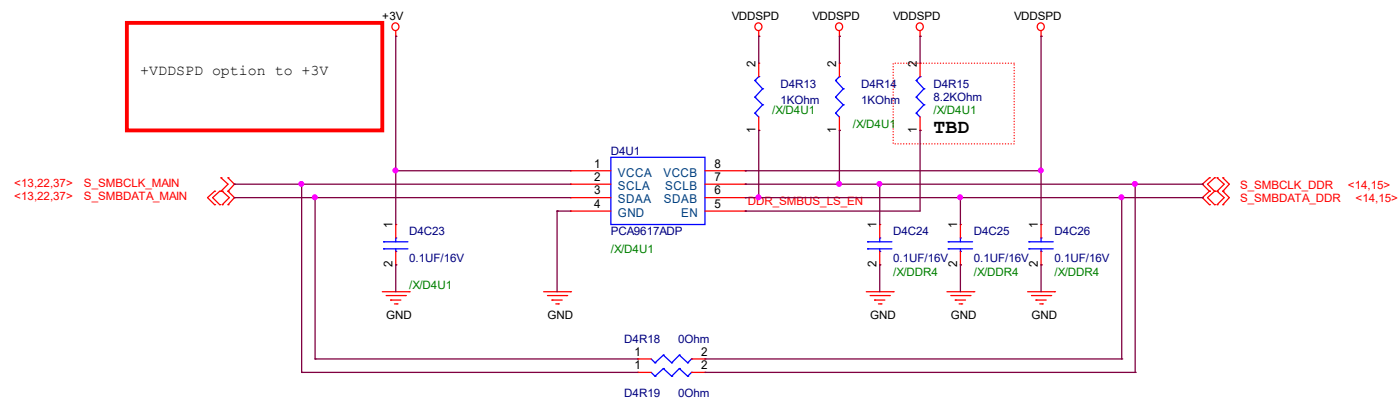 +3V VDDSPD VDDSPD VDDSPD VDDSPD
+VDDSPD option to +3V
2 D4R13 1KOhm /X/D4U1 1
2 D4R14 1KOhm /X/D4U1 1
2 D4R15 8.2KOhm /X/D4U1 TBD 1
D4U1
1 VCCA VCCB 8
2 SCLA SCLB 7
3 SDAA SDAB 6
4 GND EN 5
PCA9617ADP
/X/D4U1
<13,22,37> S_SMBCLK_MAIN
<13,22,37> S_SMBDATA_MAIN
DDR_SMBUS_LS_EN
S_SMBCLK_DDR <14,15>
S_SMBDATA_DDR <14,15>
1 D4C23 0.1UF/16V 2 /X/D4U1
GND
GND
1 D4C24 0.1UF/16V 2 /X/DDR4
GND
1 D4C25 0.1UF/16V 2 /X/DDR4
GND
1 D4C26 0.1UF/16V 2 /X/DDR4
GND
D4R18 0Ohm
1 2
1 2
D4R19 0Ohm